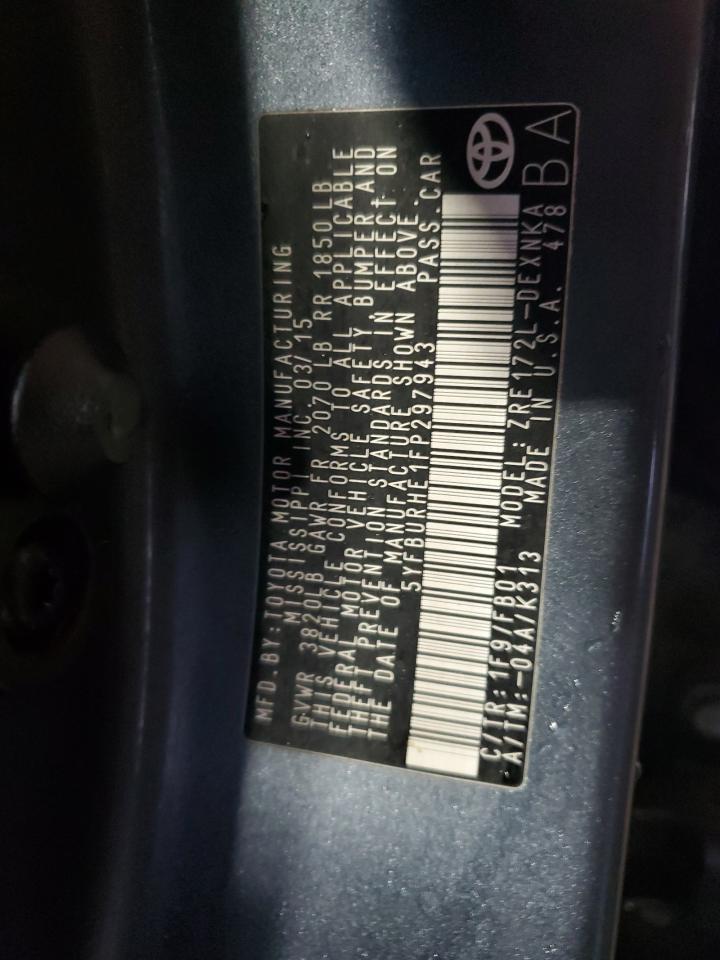 MFD.BY:TOYOTA MOTOR MANUFACTURING
MISSISSIPPI INC. 03/15
GVWR 3820LB GAWR FR 2070LB RR 1850LB
THIS VEHICLE CONFORMS TO ALL APPLICABLE
FEDERAL MOTOR VEHICLE SAFETY BUMPER AND
THEFT PREVENTION STANDARDS IN EFFECT ON
THE DATE OF MANUFACTURE SHOWN ABOVE.
5YFBURHE1FP297943 PASS.CAR
C/TR:1F9/FB01 MODEL:ZRE172L-DEXNKA
A/TM:-04A/K313 MADE IN U.S.A. 478
BA